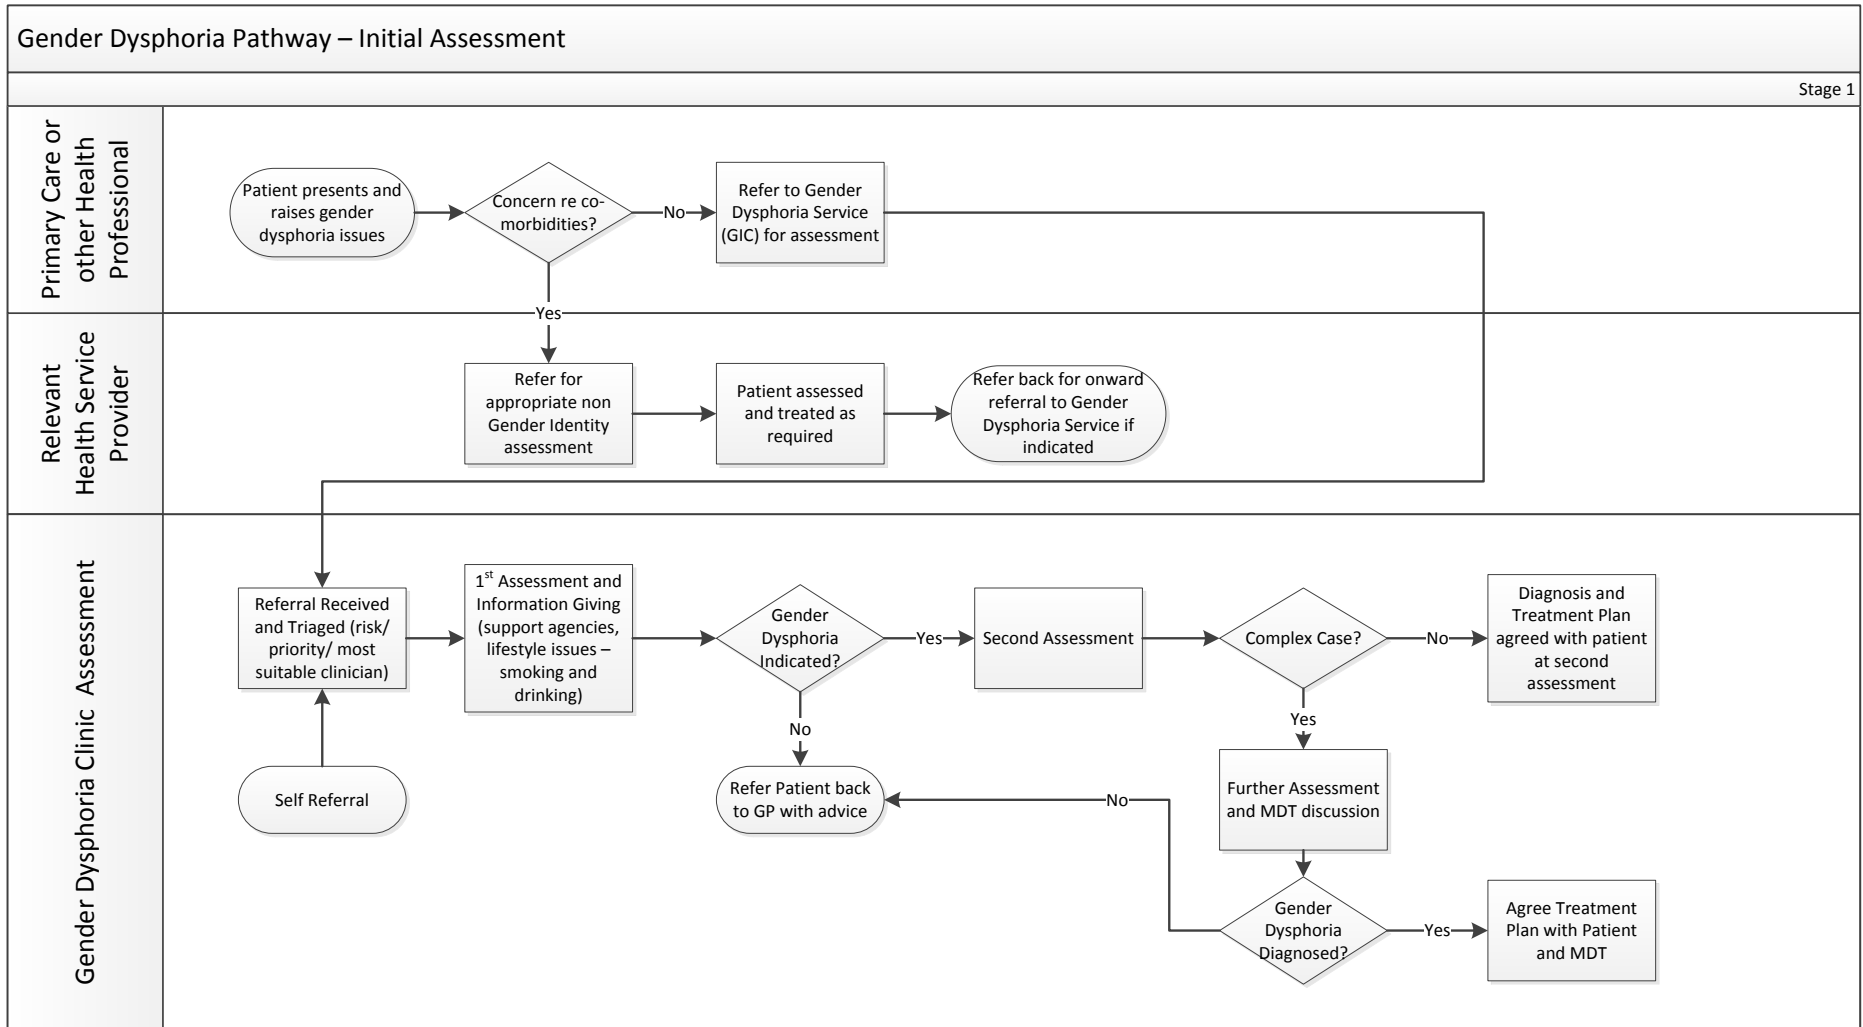 Gender Dysphoria Pathway – Initial Assessment
Stage 1
Primary Care or
other Health
Professional
Patient presents and
raises gender
dysphoria issues
Concern re co-
morbidities?
No
Refer to Gender
Dysphoria Service
(GIC) for assessment
Yes
Relevant
Health Service
Provider
Refer for
appropriate non
Gender Identity
assessment
Patient assessed
and treated as
required
Refer back for onward
referral to Gender
Dysphoria Service if
indicated
Gender Dysphoria Clinic Assessment
Referral Received
and Triaged (risk/
priority/ most
suitable clinician)
1st Assessment and
Information Giving
(support agencies,
lifestyle issues –
smoking and
drinking)
Gender
Dysphoria
Indicated?
Yes
Second Assessment
Complex Case?
No
Diagnosis and
Treatment Plan
agreed with patient
at second
assessment
No
Yes
Self Referral
Refer Patient back
to GP with advice
No
Further Assessment
and MDT discussion
Gender
Dysphoria
Diagnosed?
Yes
Agree Treatment
Plan with Patient
and MDT